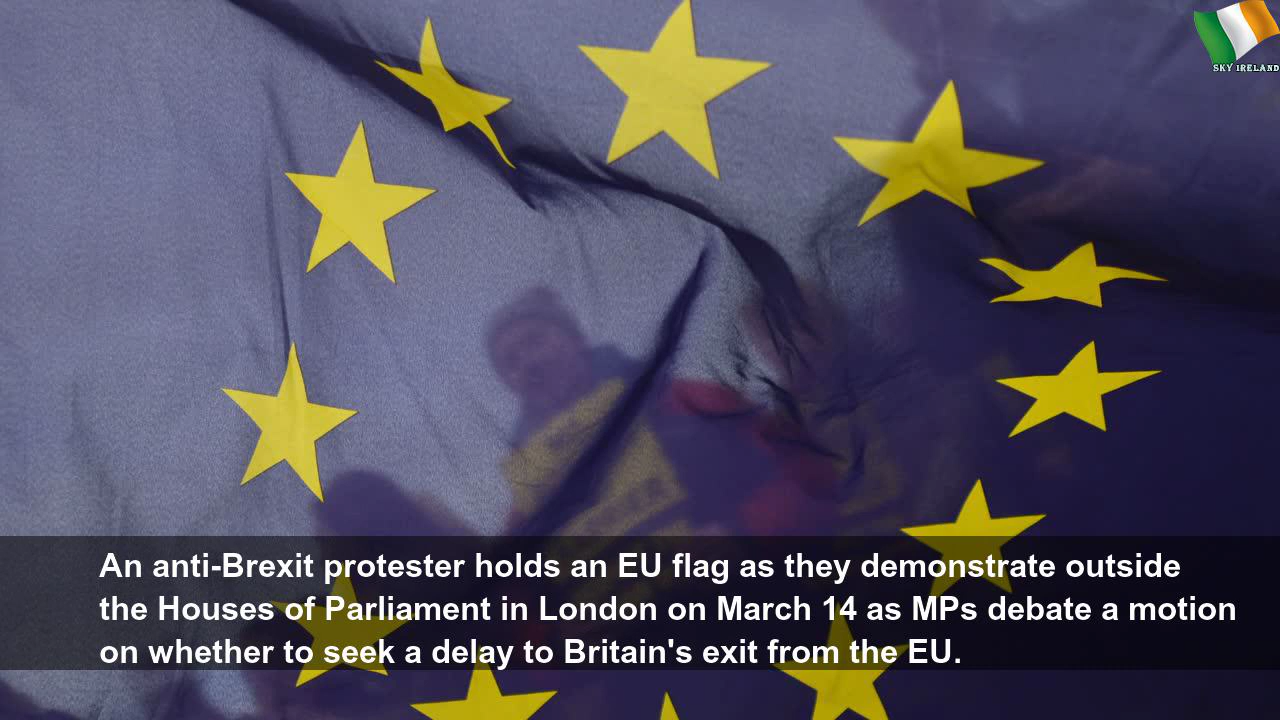 SKY IRELAND
An anti-Brexit protester holds an EU flag as they demonstrate outside
the Houses of Parliament in London on March 14 as MPs debate a motion
on whether to seek a delay to Britain's exit from the EU.